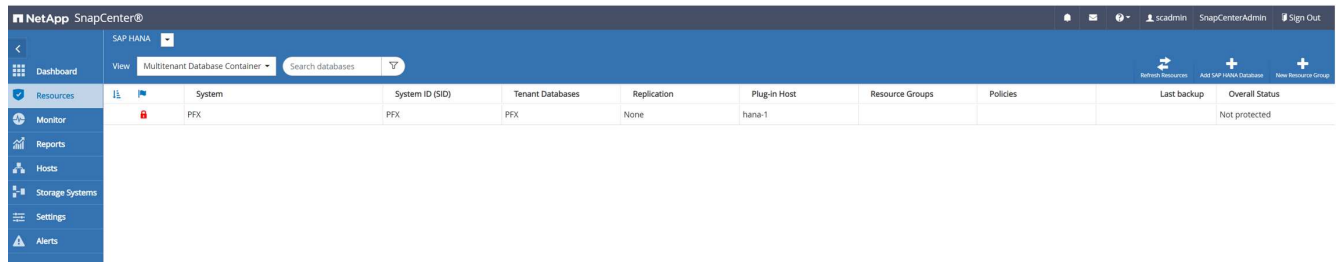 NetApp SnapCenter®
scadmin SnapCenterAdmin Sign Out
SAP HANA
View Multitenant Database Container Search databases
Refresh Resources Add SAP HANA Database New Resource Group
Dashboard
Resources
Monitor
Reports
Hosts
Storage Systems
Settings
Alerts
System System ID (SID) Tenant Databases Replication Plug-in Host Resource Groups Policies Last backup Overall Status
PFX PFX PFX None hana-1 Not protected